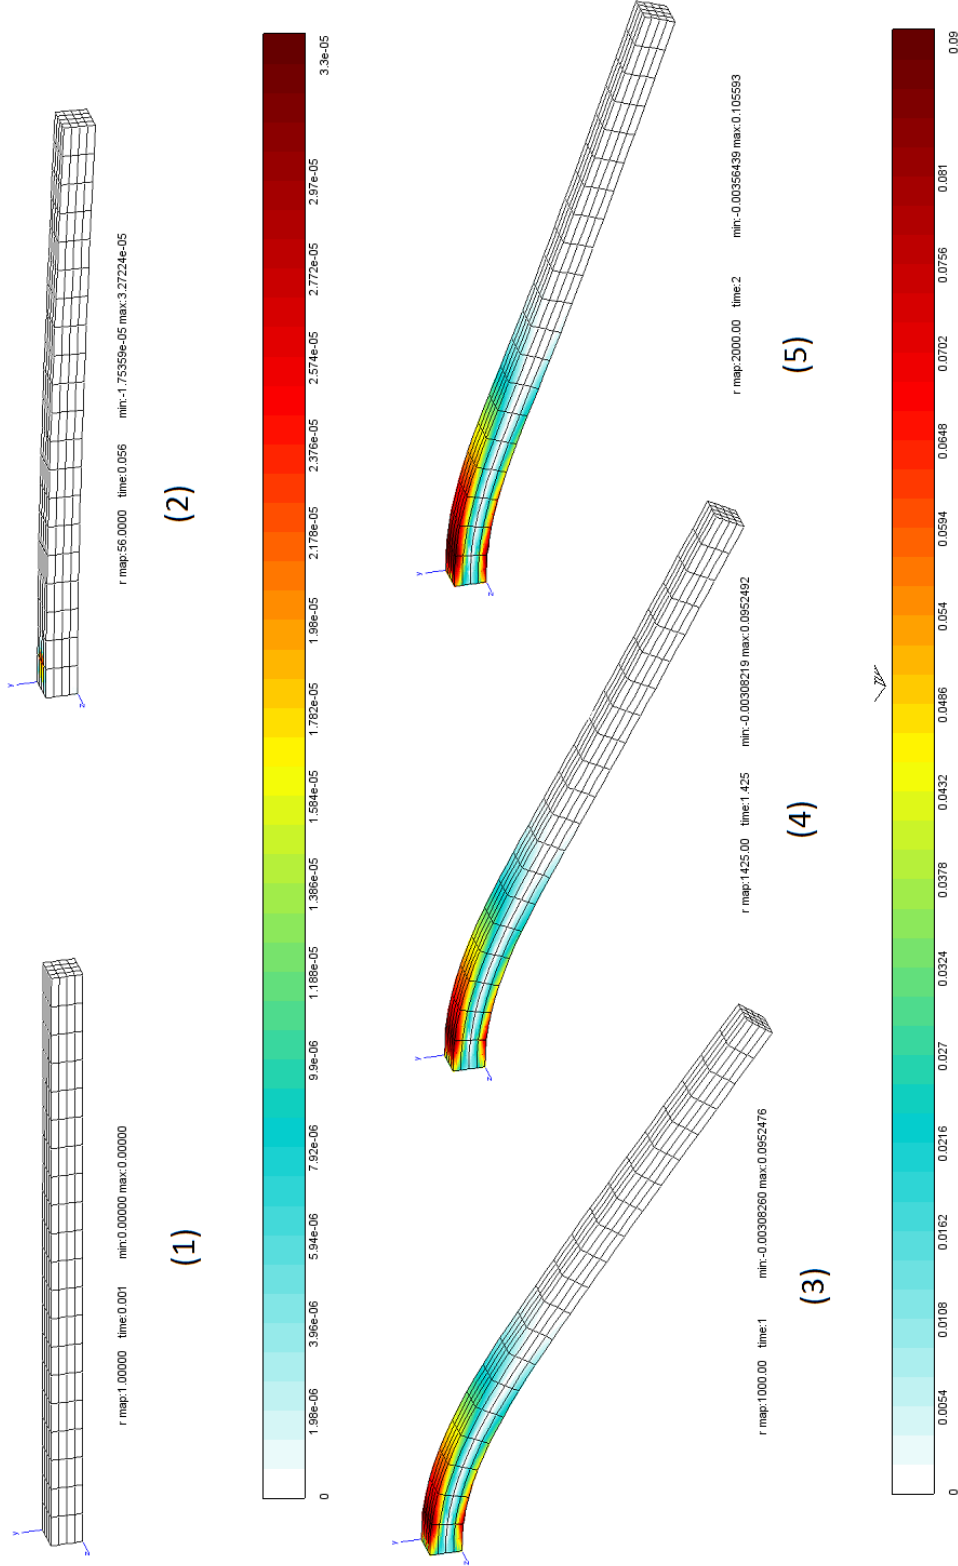 y
z
r map:1.00000 time:0.001 min:0.00000 max:0.00000
(1)
y
z
r map:56.0000 time:0.056 min:-1.75359e-05 max:3.27224e-05
(2)
0 1.98e-06 3.96e-06 5.94e-06 7.92e-06 9.9e-06 1.188e-05 1.386e-05 1.584e-05 1.782e-05 1.98e-05 2.178e-05 2.376e-05 2.574e-05 2.772e-05 2.97e-05 3.3e-05
y
z
r map:1000.00 time:1 min:-0.00308260 max:0.0952476
(3)
y
z
r map:1425.00 time:1.425 min:-0.00308219 max:0.0952492
(4)
y
z
r map:2000.00 time:2 min:-0.00356439 max:0.105593
(5)
0 0.0054 0.0108 0.0162 0.0216 0.027 0.0324 0.0378 0.0432 0.0486 0.054 0.0594 0.0648 0.0702 0.0756 0.081 0.09